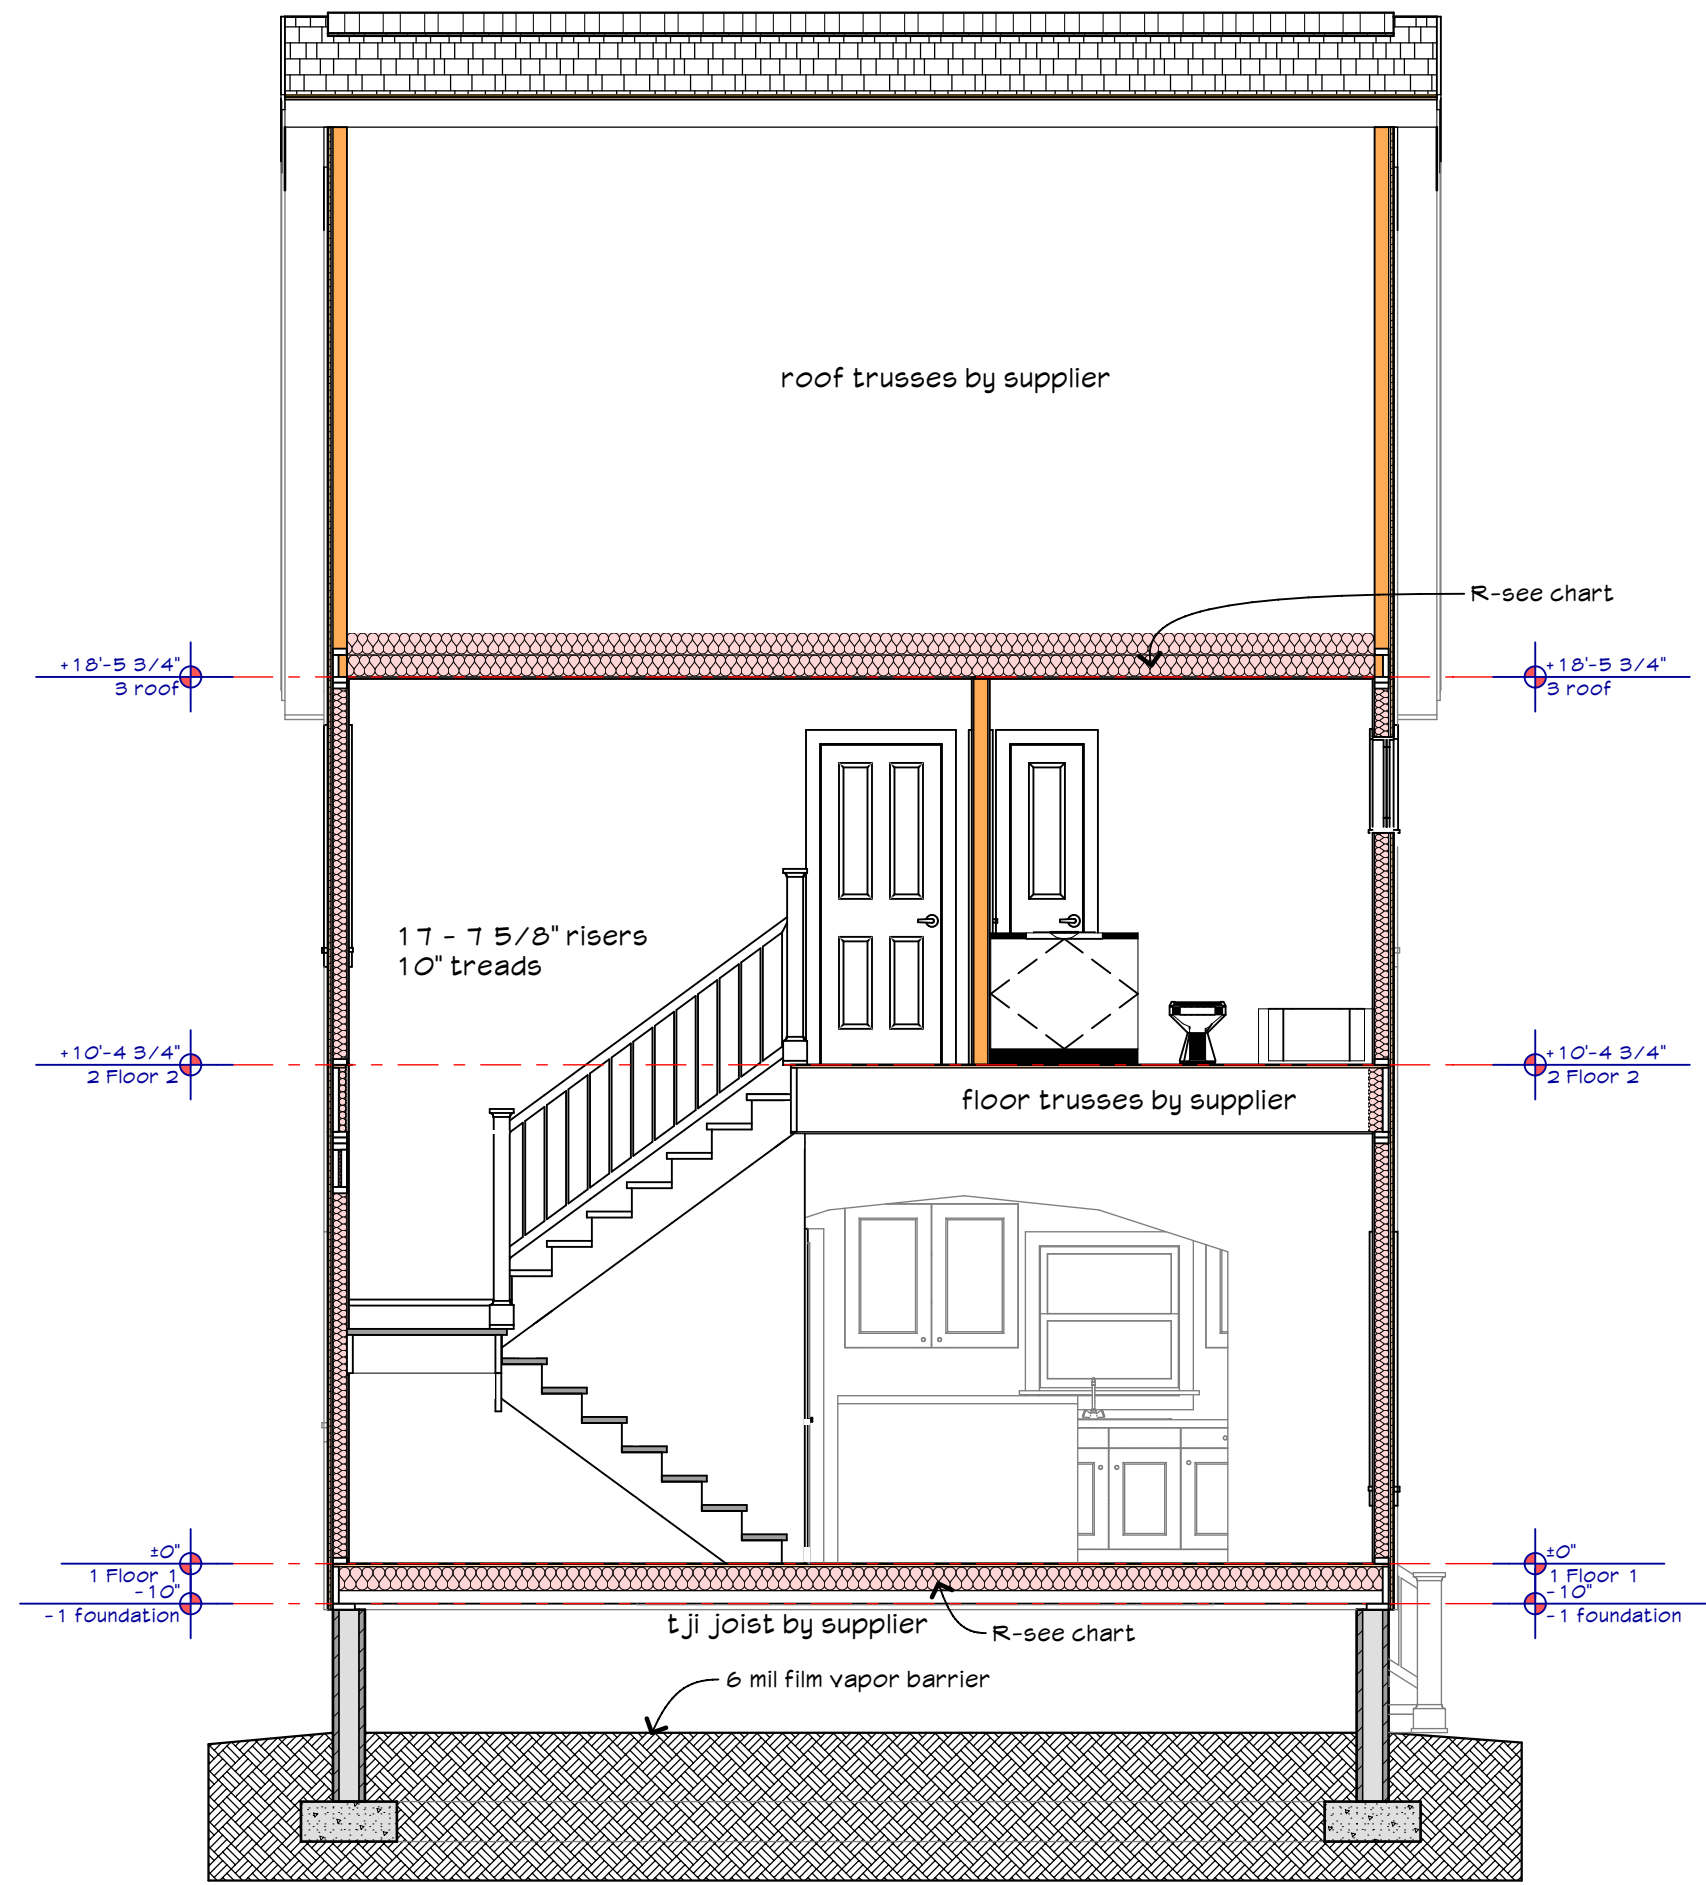 roof trusses by supplier
R-see chart
+18'-5 3/4"
3 roof
+18'-5 3/4"
3 roof
17 - 7 5/8" risers
10" treads
+10'-4 3/4"
2 Floor 2
+10'-4 3/4"
2 Floor 2
floor trusses by supplier
±0"
1 Floor 1
-10"
-1 foundation
±0"
1 Floor 1
-10"
-1 foundation
tji joist by supplier
R-see chart
6 mil film vapor barrier